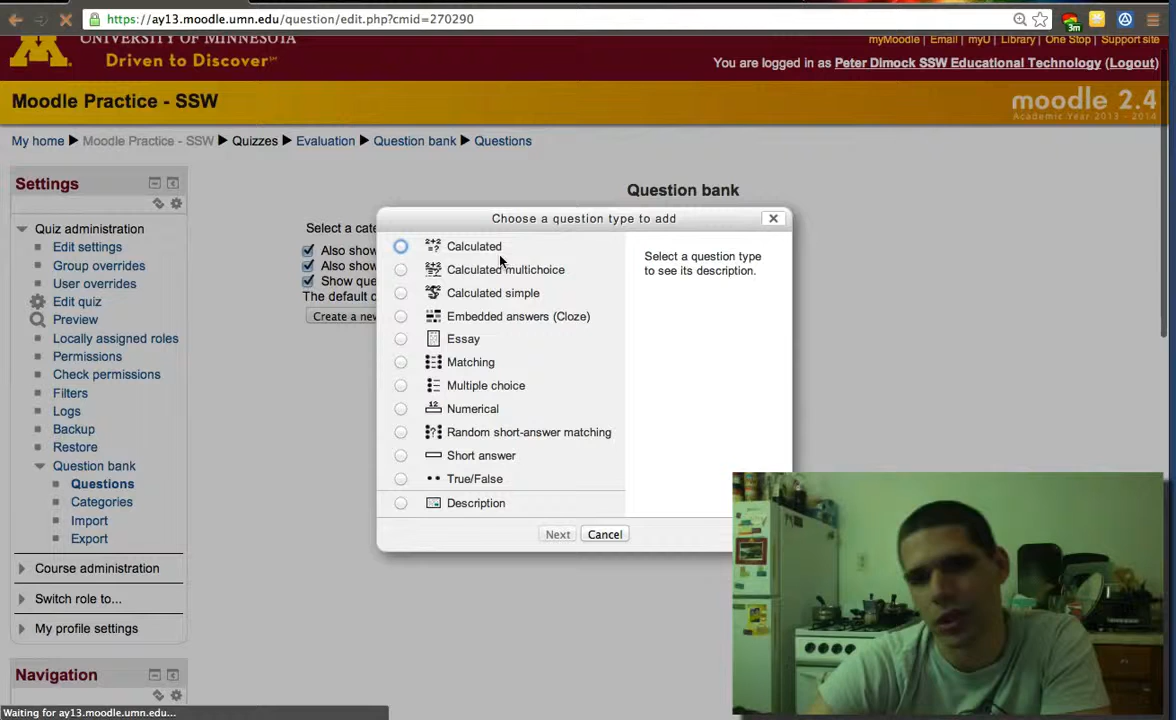 https://ay13.moodle.umn.edu/question/edit.php?cmid=270290
3m
UNIVERSITY OF MINNESOTA
Driven to Discover
myMoodle | Email | myU | Library | One Stop | Support site
You are logged in as Peter Dimock SSW Educational Technology (Logout)
Moodle Practice - SSW
moodle 2.4
Academic Year 2013 - 2014
My home ▶ Moodle Practice - SSW ▶ Quizzes ▶ Evaluation ▶ Question bank ▶ Questions
Settings
Quiz administration
Edit settings
Group overrides
User overrides
Edit quiz
Preview
Locally assigned roles
Permissions
Check permissions
Filters
Logs
Backup
Restore
Question bank
Questions
Categories
Import
Export
Course administration
Switch role to...
My profile settings
Navigation
Question bank
Select a cate
Also show
Also show
Show que
The default c
Create a new
Choose a question type to add
Calculated
Calculated multichoice
Calculated simple
Embedded answers (Cloze)
Essay
Matching
Multiple choice
Numerical
Random short-answer matching
Short answer
True/False
Description
Select a question type
to see its description.
Next
Cancel
Waiting for ay13.moodle.umn.edu...